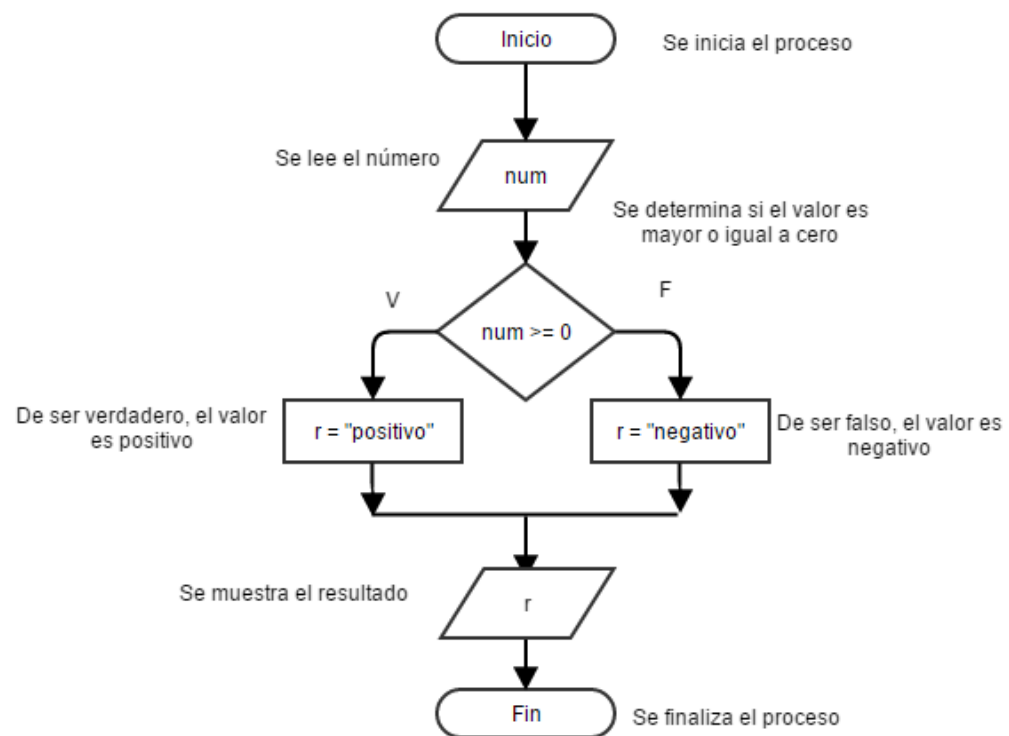 Inicio
Se inicia el proceso
Se lee el número
num
Se determina si el valor es
mayor o igual a cero
V
F
num >= 0
De ser verdadero, el valor
es positivo
r = "positivo"
r = "negativo"
De ser falso, el valor es
negativo
Se muestra el resultado
r
Fin
Se finaliza el proceso